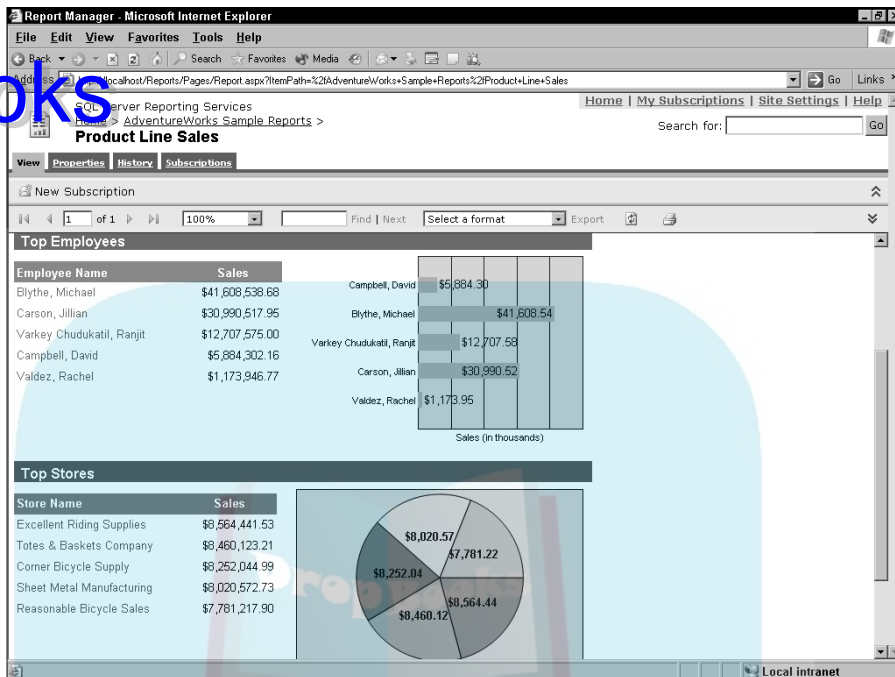 Report Manager - Microsoft Internet Explorer
File Edit View Favorites Tools Help
Back Search Favorites Media
Address localhost/Reports/Pages/Report.aspx?ItemPath=%2fAdventureWorks+Sample+Reports%2fProduct+Line+Sales Go Links
oks
SQL Server Reporting Services
Home | My Subscriptions | Site Settings | Help
Home > AdventureWorks Sample Reports >
Product Line Sales
Search for: Go
View Properties History Subscriptions
New Subscription
1 of 1 100% Find | Next Select a format Export
Top Employees
Employee Name Sales
Blythe, Michael $41,608,538.68
Carson, Jillian $30,990,517.95
Varkey Chudukatil, Ranjit $12,707,575.00
Campbell, David $5,884,302.16
Valdez, Rachel $1,173,946.77
Campbell, David $5,884.30
Blythe, Michael $41,608.54
Varkey Chudukatil, Ranjit $12,707.58
Carson, Jillian $30,990.52
Valdez, Rachel $1,173.95
Sales (in thousands)
Top Stores
Store Name Sales
Excellent Riding Supplies $8,564,441.53
Totes & Baskets Company $8,460,123.21
Corner Bicycle Supply $8,252,044.99
Sheet Metal Manufacturing $8,020,572.73
Reasonable Bicycle Sales $7,781,217.90
$8,020.57
$7,781.22
$8,252.04
$8,564.44
$8,460.12
Prop Books
Local intranet